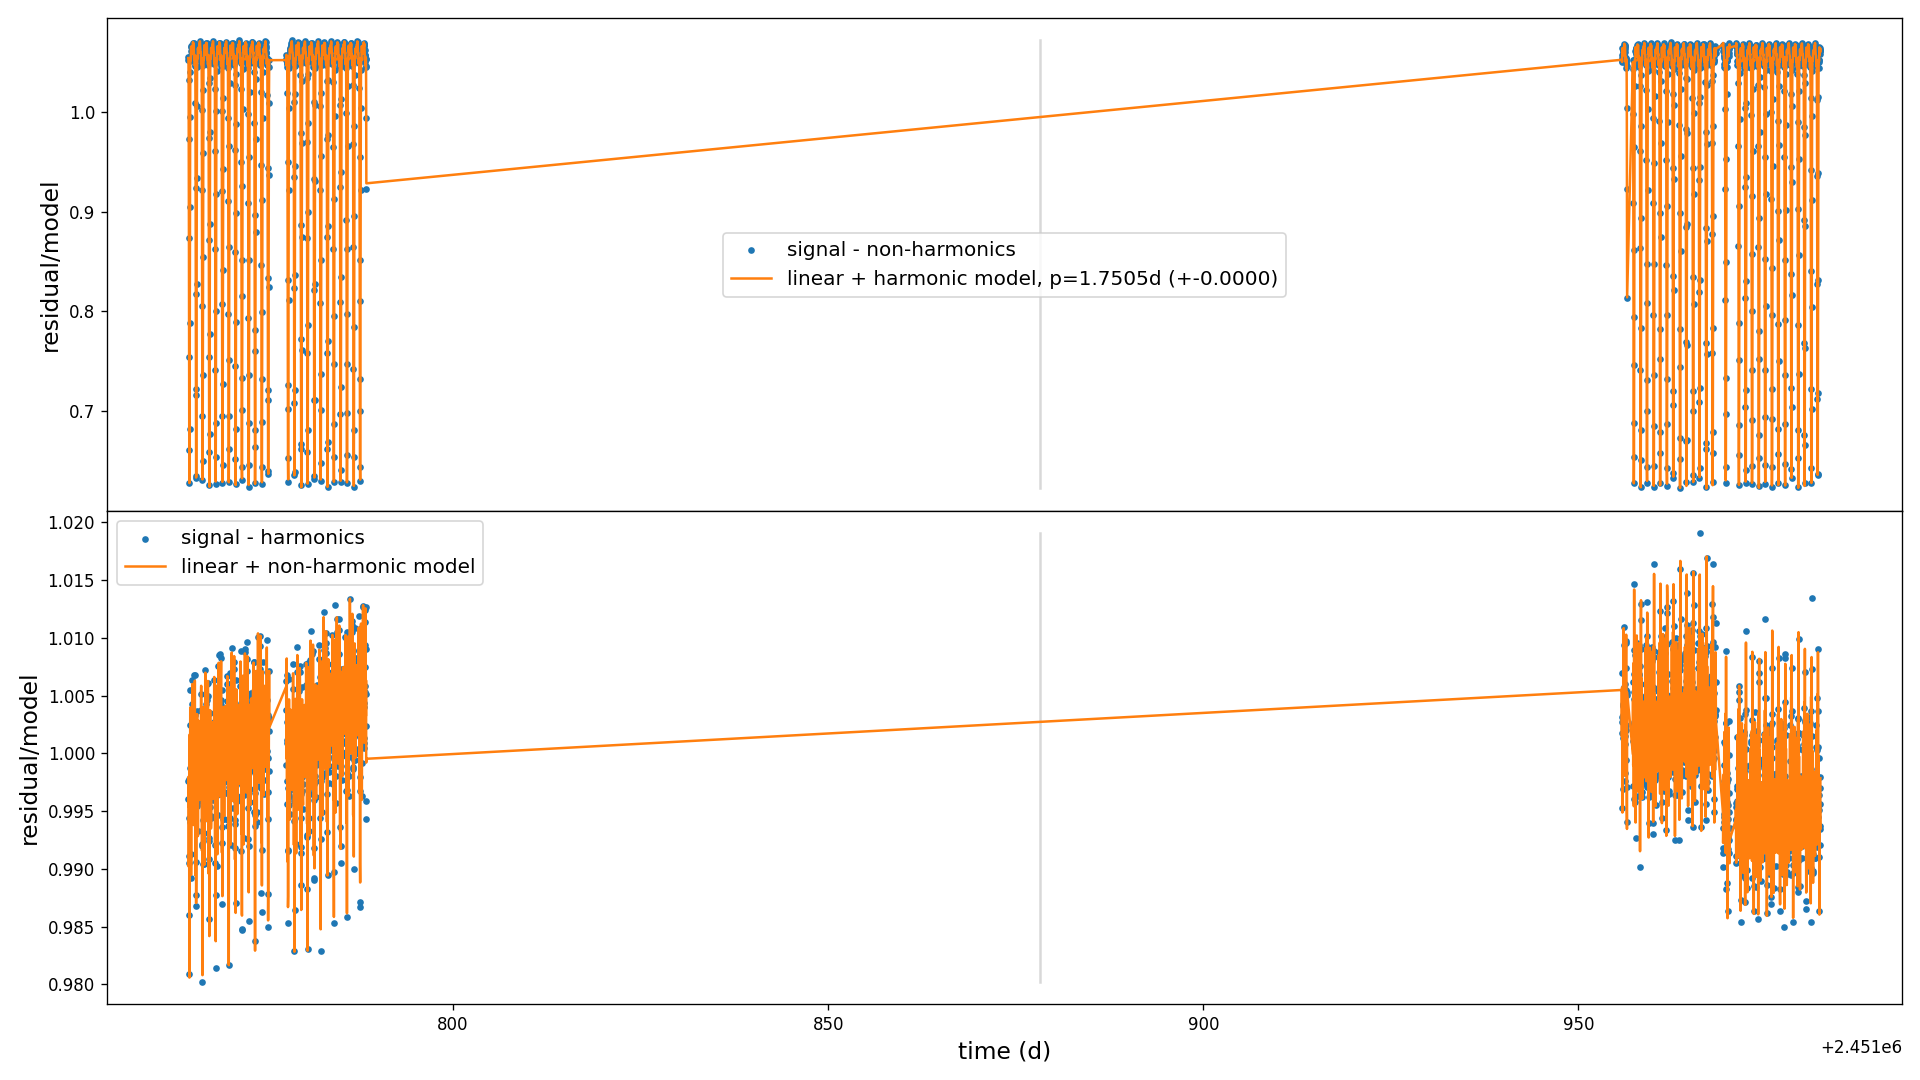 1.0
0.9
0.8
0.7
residual/model
signal - non-harmonics
linear + harmonic model, p=1.7505d (+-0.0000)
1.020
1.015
1.010
1.005
1.000
0.995
0.990
0.985
0.980
residual/model
signal - harmonics
linear + non-harmonic model
800
850
900
950
time (d)
+2.451e6